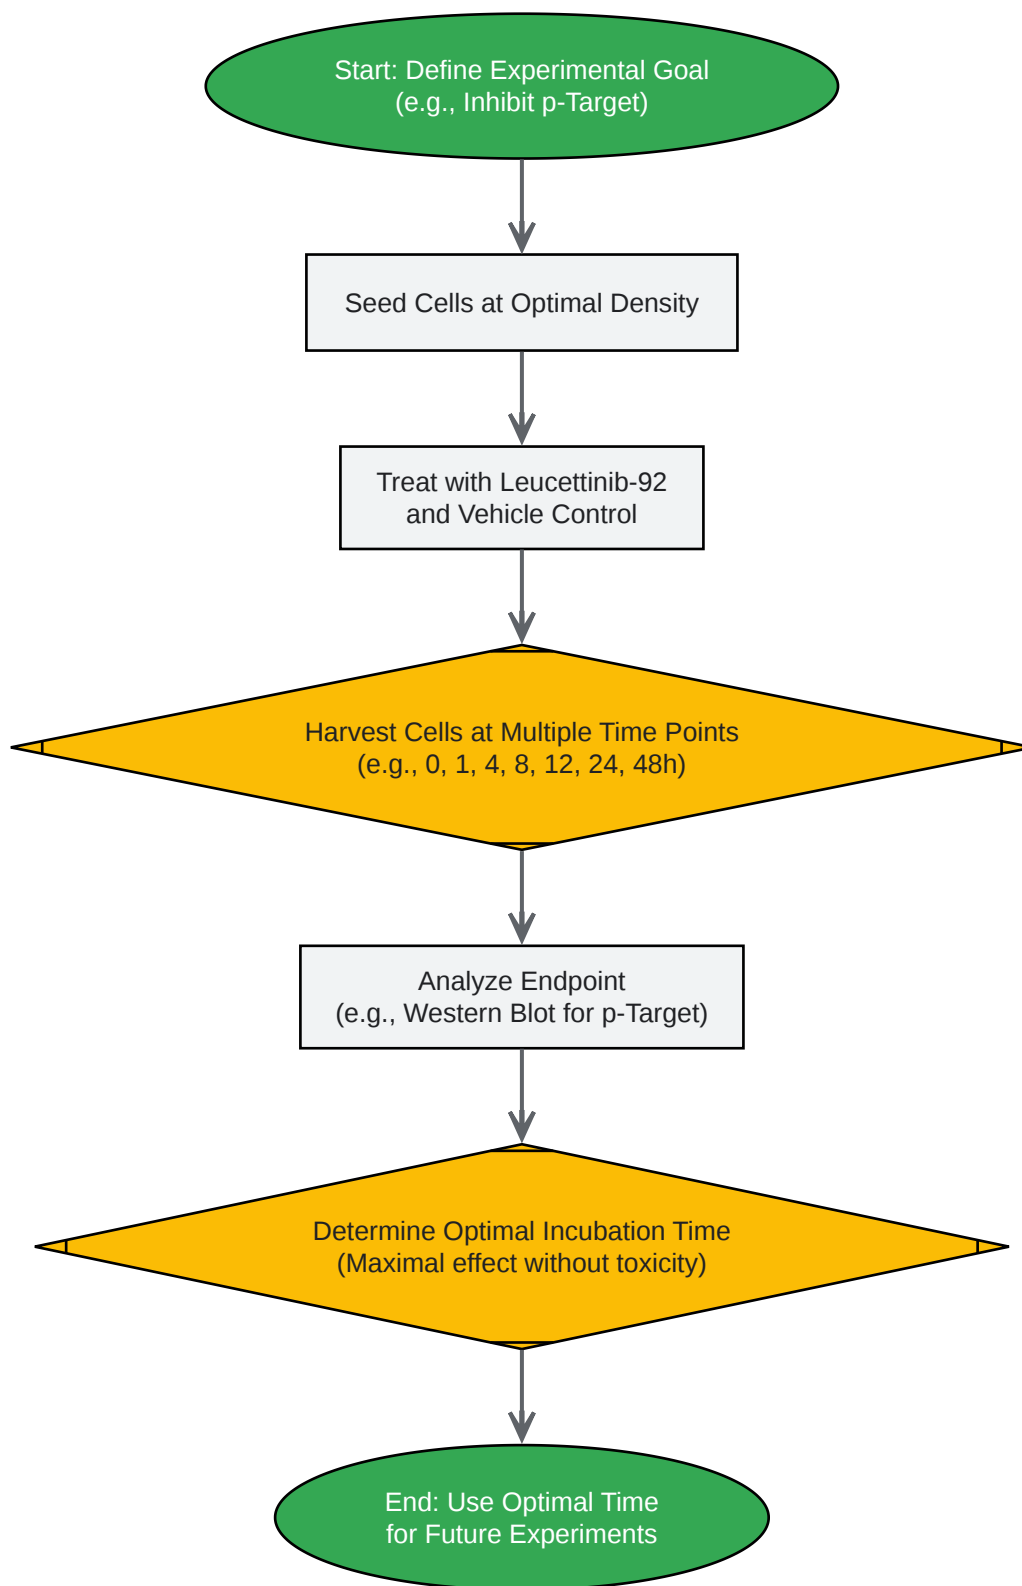 Start: Define Experimental Goal
(e.g., Inhibit p-Target)
Seed Cells at Optimal Density
Treat with Leucettinib-92
and Vehicle Control
Harvest Cells at Multiple Time Points
(e.g., 0, 1, 4, 8, 12, 24, 48h)
Analyze Endpoint
(e.g., Western Blot for p-Target)
Determine Optimal Incubation Time
(Maximal effect without toxicity)
End: Use Optimal Time
for Future Experiments